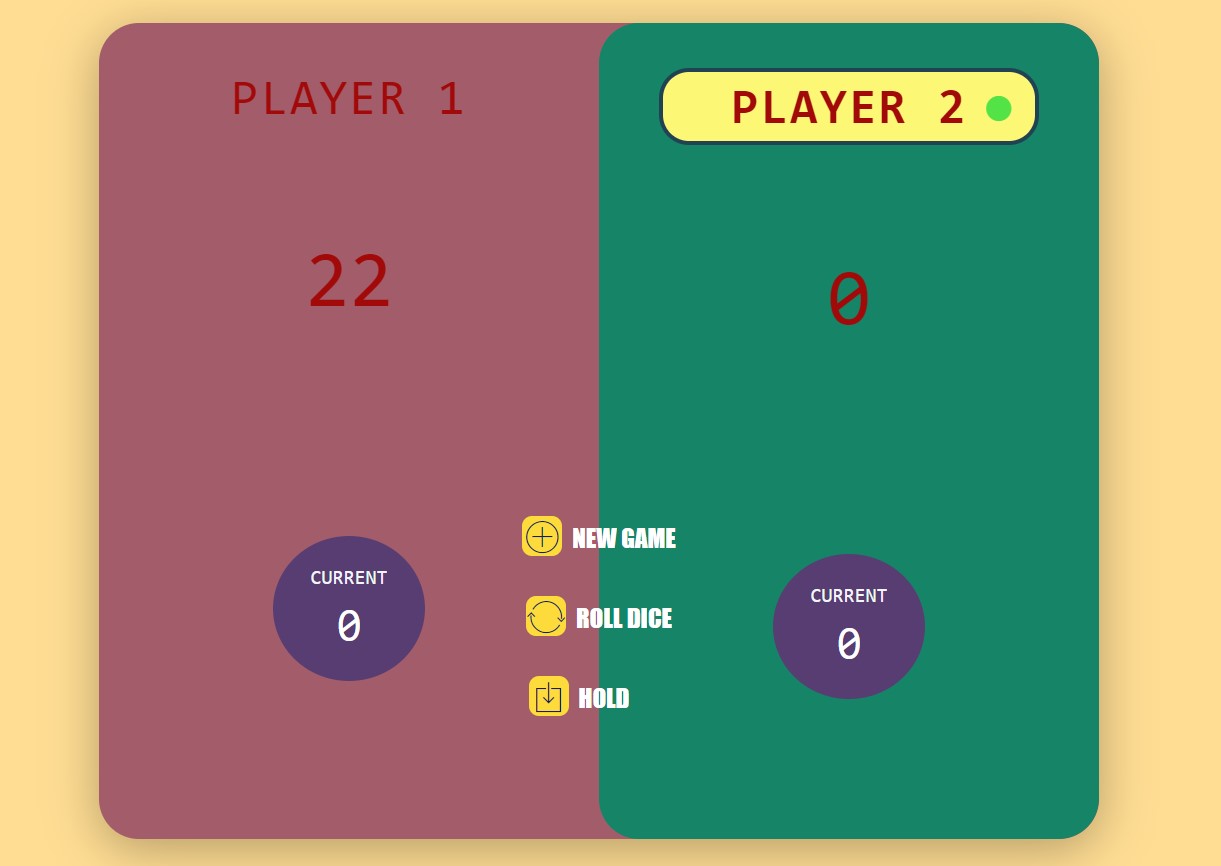 PLAYER 1
22
CURRENT
0
PLAYER 2
0
CURRENT
0
NEW GAME
ROLL DICE
HOLD